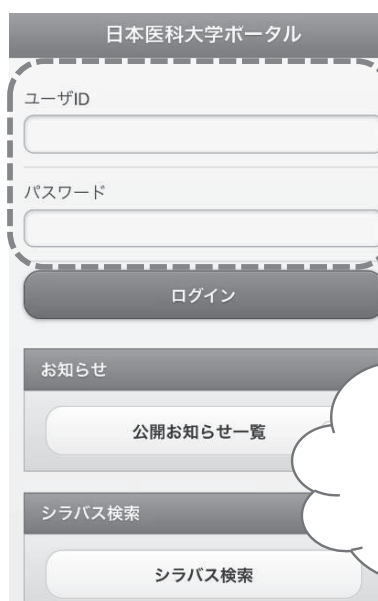 日本医科大学ポータル
ユーザID
パスワード
ログイン
お知らせ
公開お知らせ一覧
シラバス検索
シラバス検索